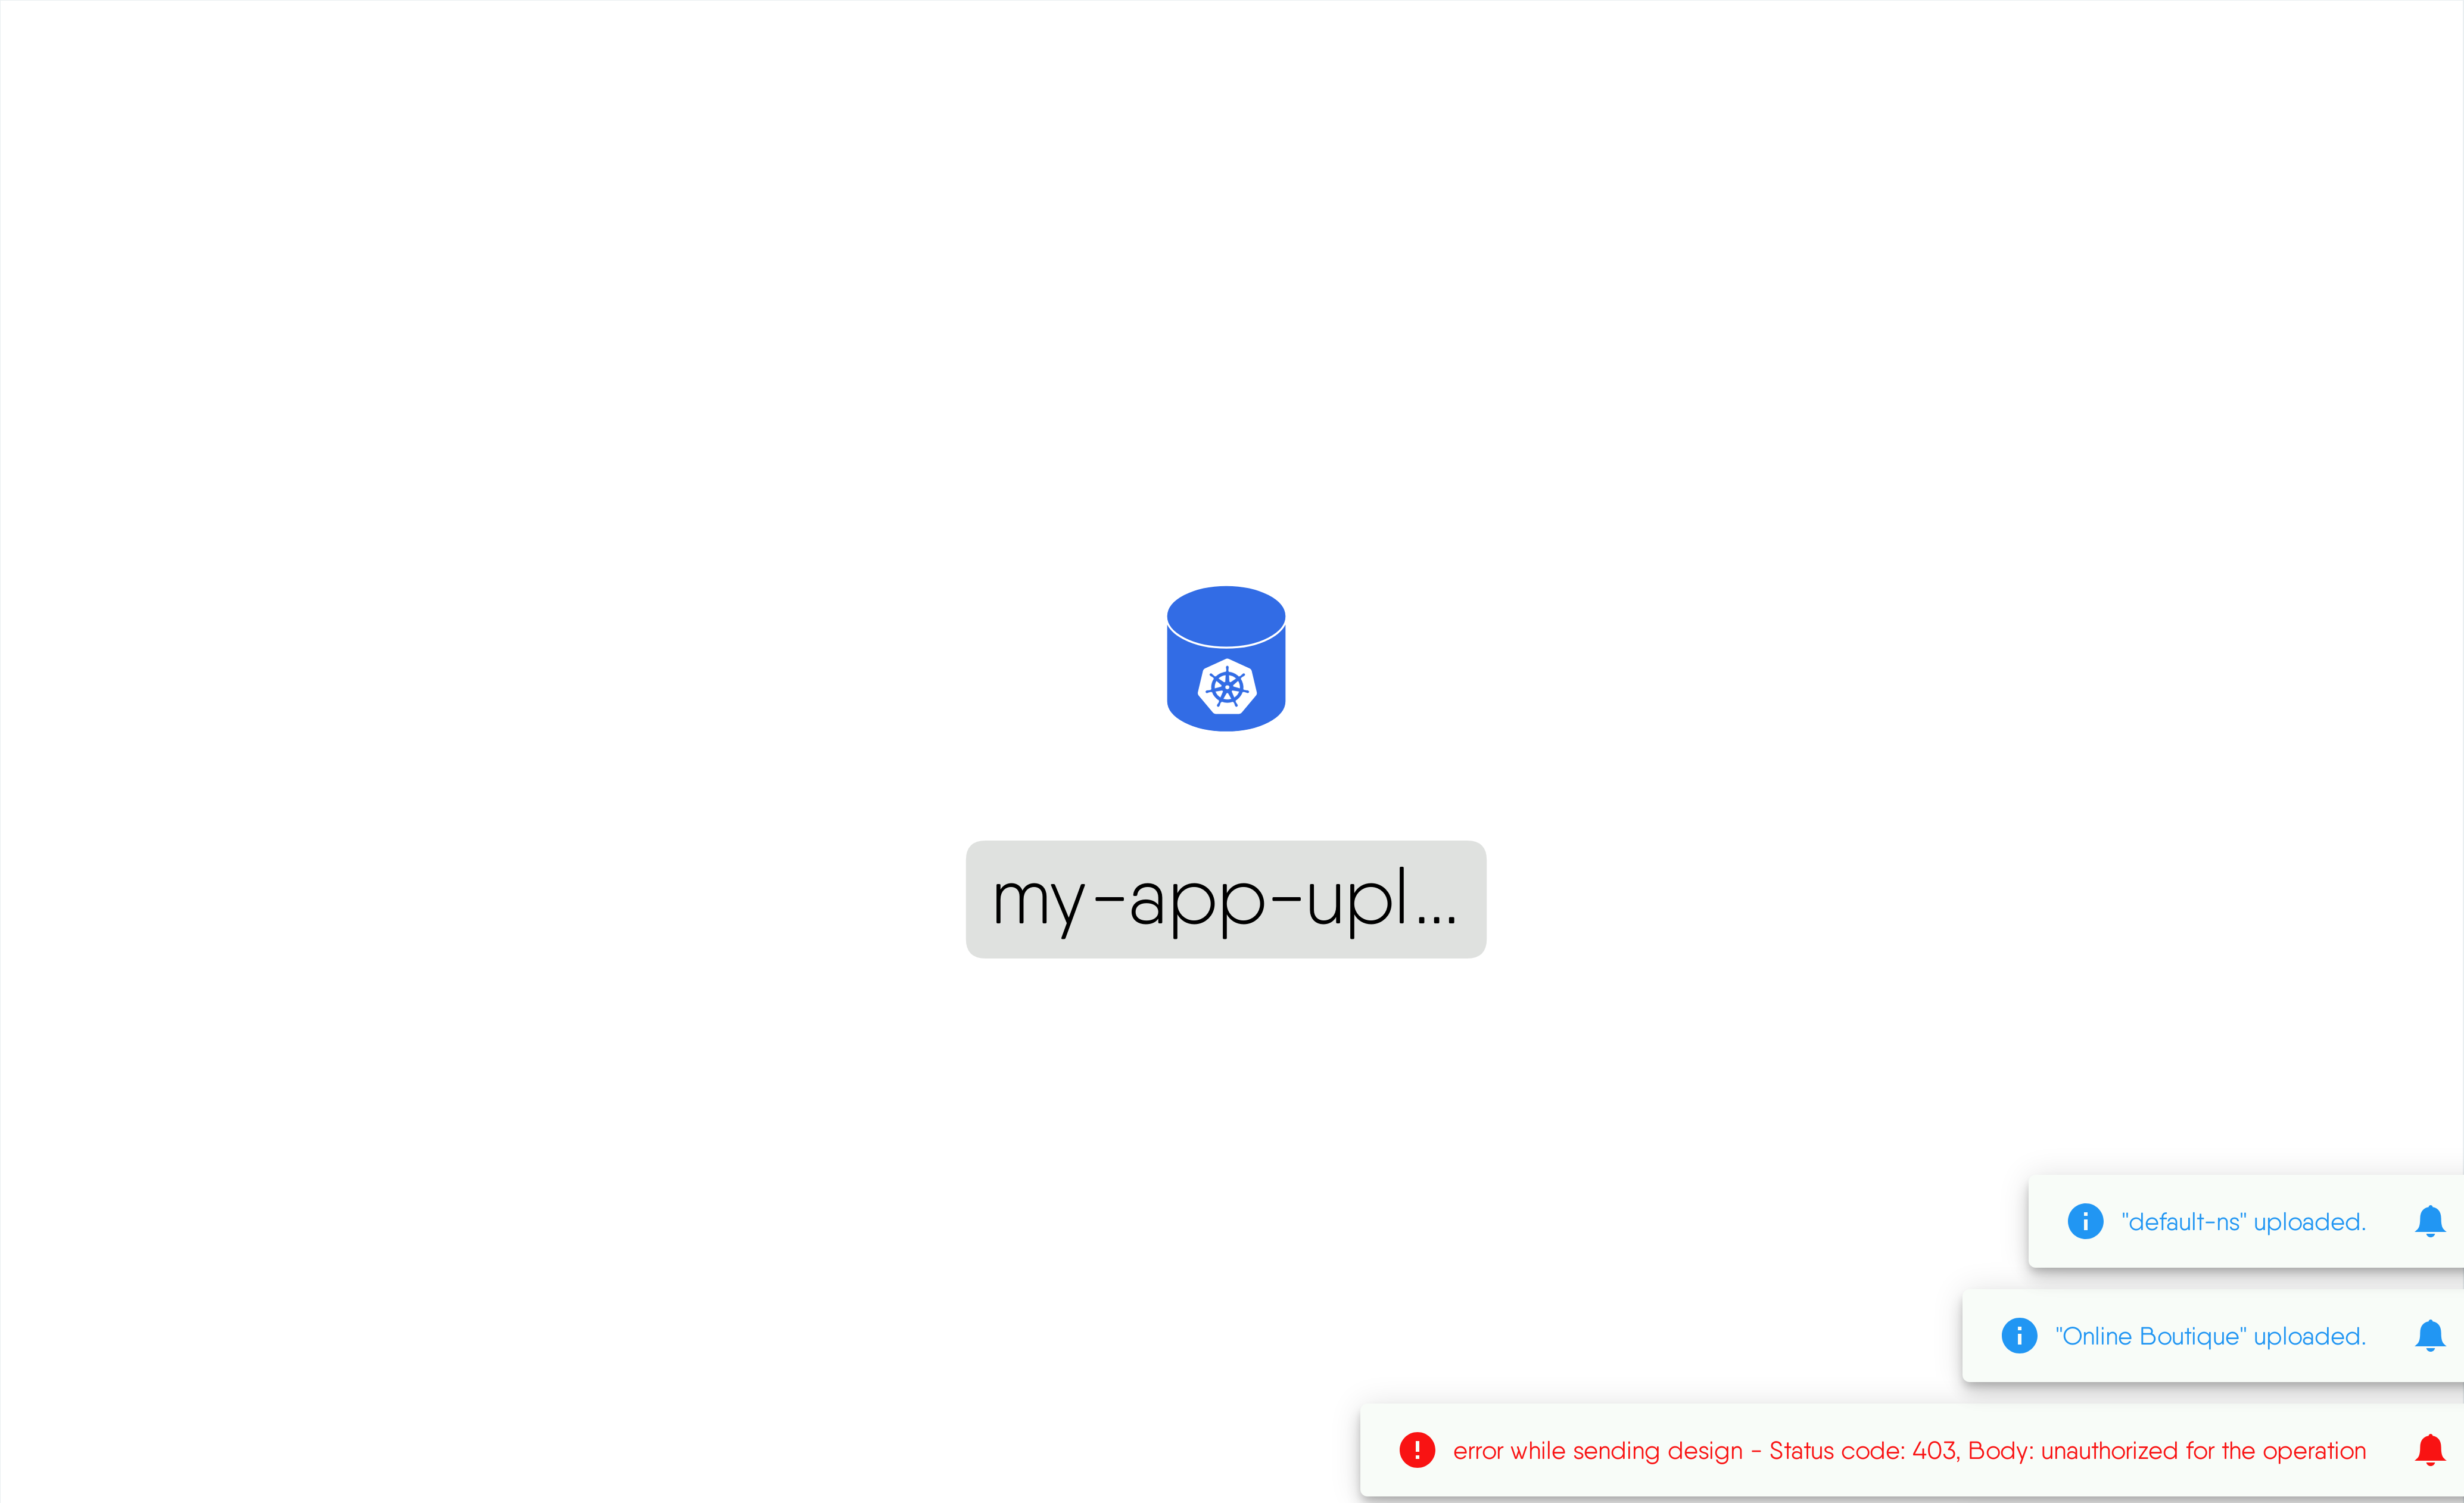 my-app-upl...
"default-ns" uploaded.
"Online Boutique" uploaded.
error while sending design - Status code: 403, Body: unauthorized for the operation